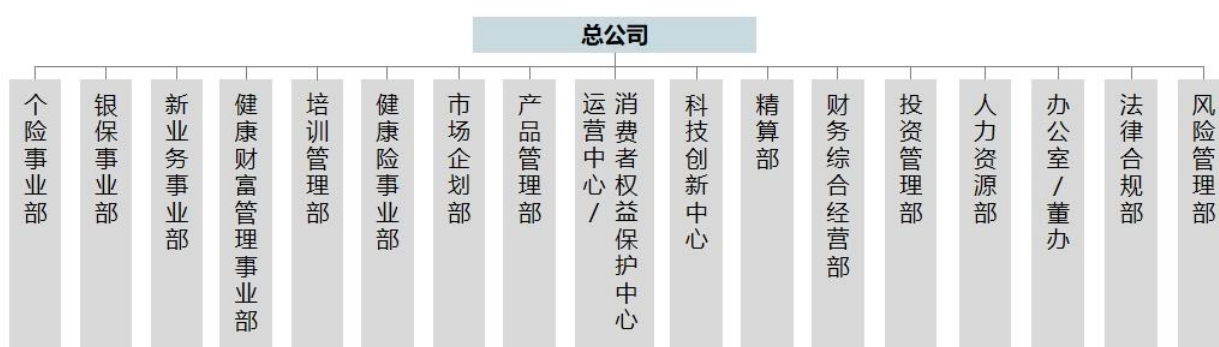 总公司
个险事业部
银保事业部
新业务事业部
健康财富管理事业部
培训管理部
健康险事业部
市场企划部
产品管理部
运营中心/
消费者权益保护中心
科技创新中心
精算部
财务综合经营部
投资管理部
人力资源部
办公室/董办
法律合规部
风险管理部